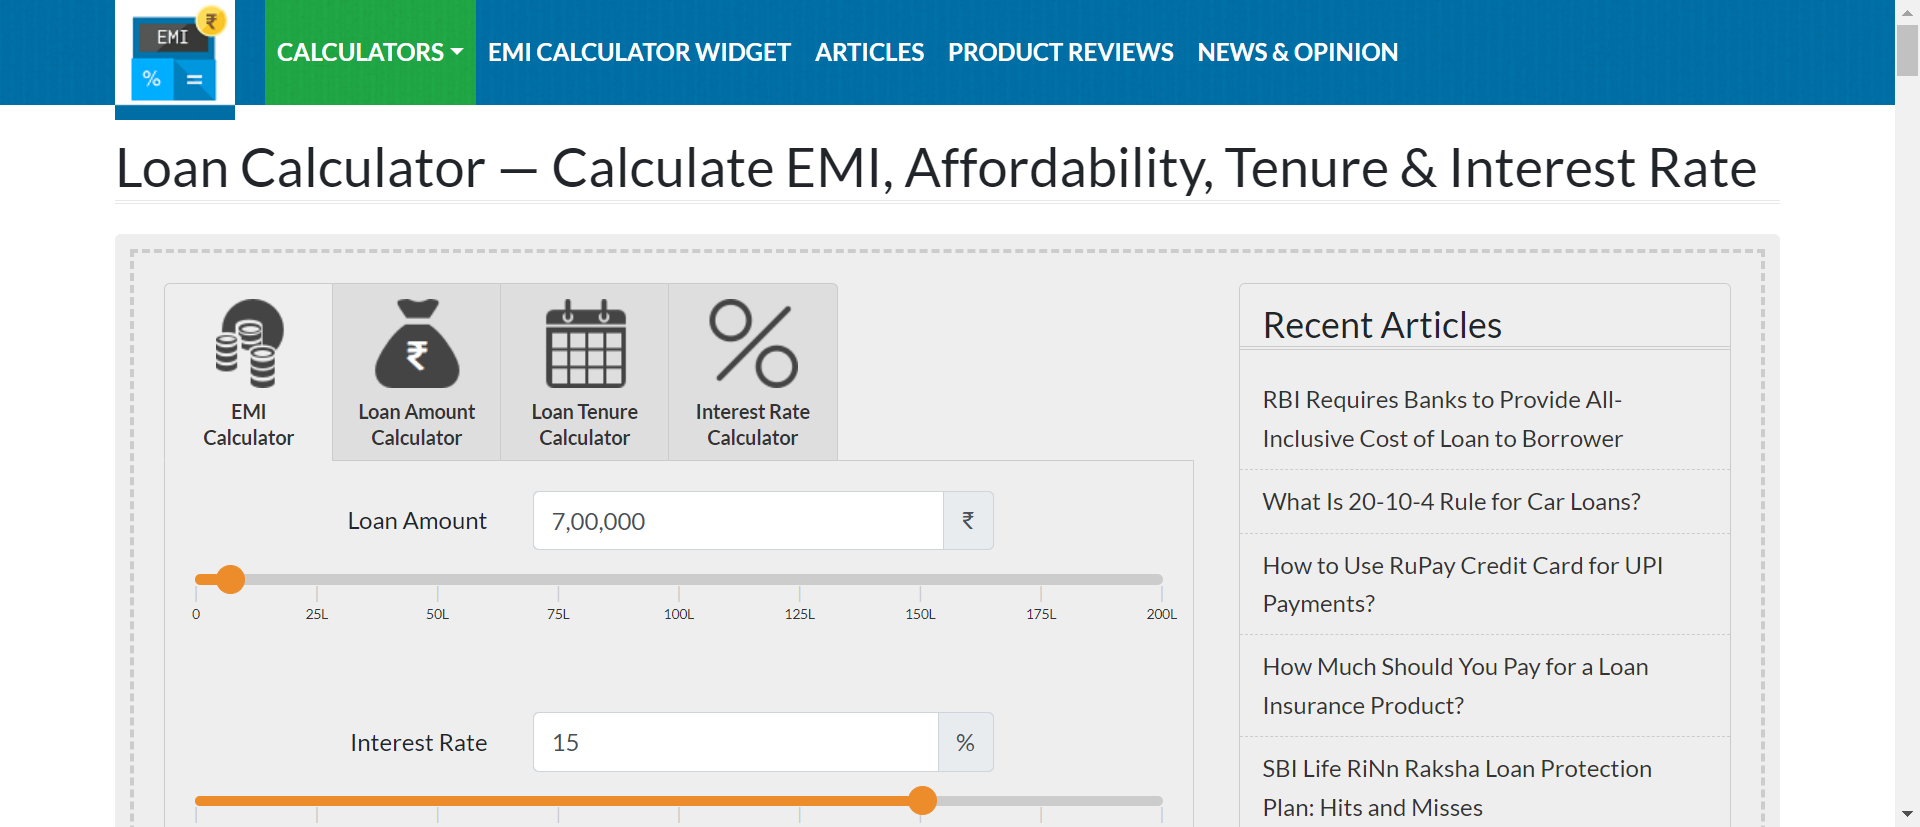 EMI
₹
%
=
CALCULATORS EMI CALCULATOR WIDGET ARTICLES PRODUCT REVIEWS NEWS & OPINION
Loan Calculator — Calculate EMI, Affordability, Tenure & Interest Rate
EMI
Calculator
₹
Loan Amount
Calculator
Loan Tenure
Calculator
Interest Rate
Calculator
Loan Amount 7,00,000 ₹
0 25L 50L 75L 100L 125L 150L 175L 200L
Interest Rate 15 %
Recent Articles
RBI Requires Banks to Provide All-
Inclusive Cost of Loan to Borrower
What Is 20-10-4 Rule for Car Loans?
How to Use RuPay Credit Card for UPI
Payments?
How Much Should You Pay for a Loan
Insurance Product?
SBI Life RiNn Raksha Loan Protection
Plan: Hits and Misses